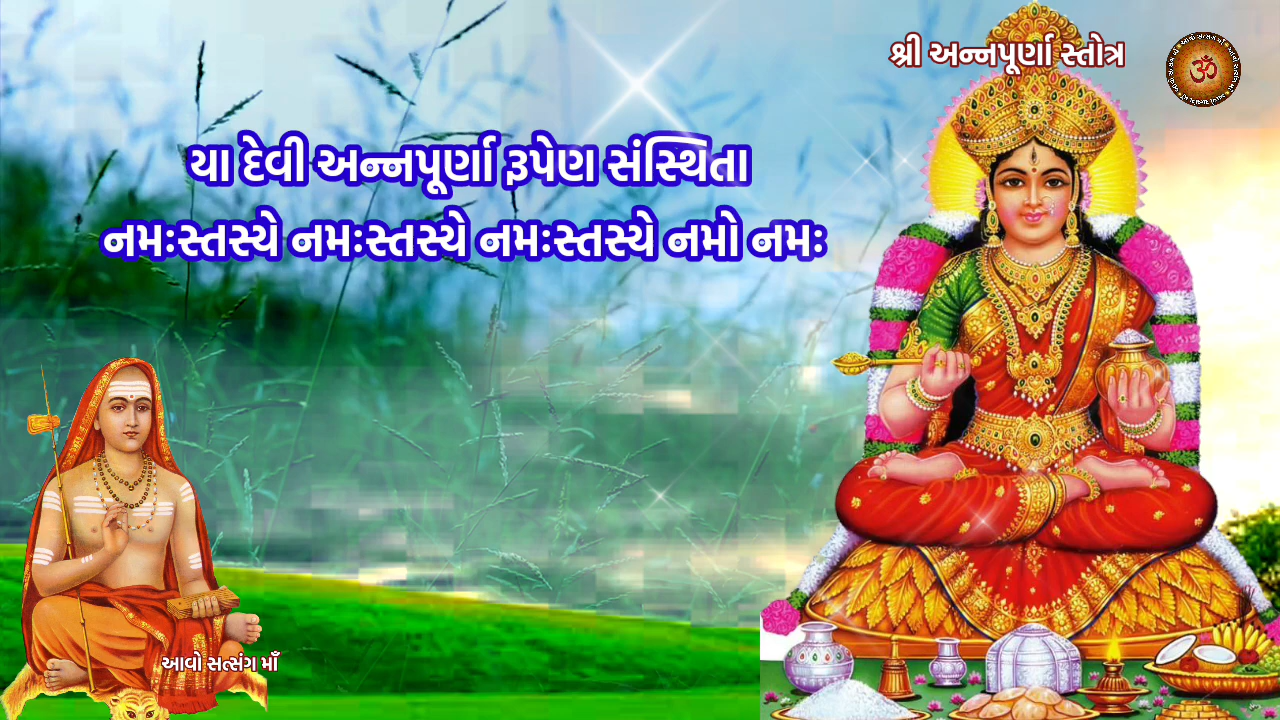 શ્રી અન્નપૂર્ણા સ્તોત્ર
યા દેવી અન્નપૂર્ણા રૂપેણ સંસ્થિતા
નમઃસ્તસ્યે નમઃસ્તસ્યે નમઃસ્તસ્યે નમો નમઃ
આવો સત્સંગ માઁ
ॐ